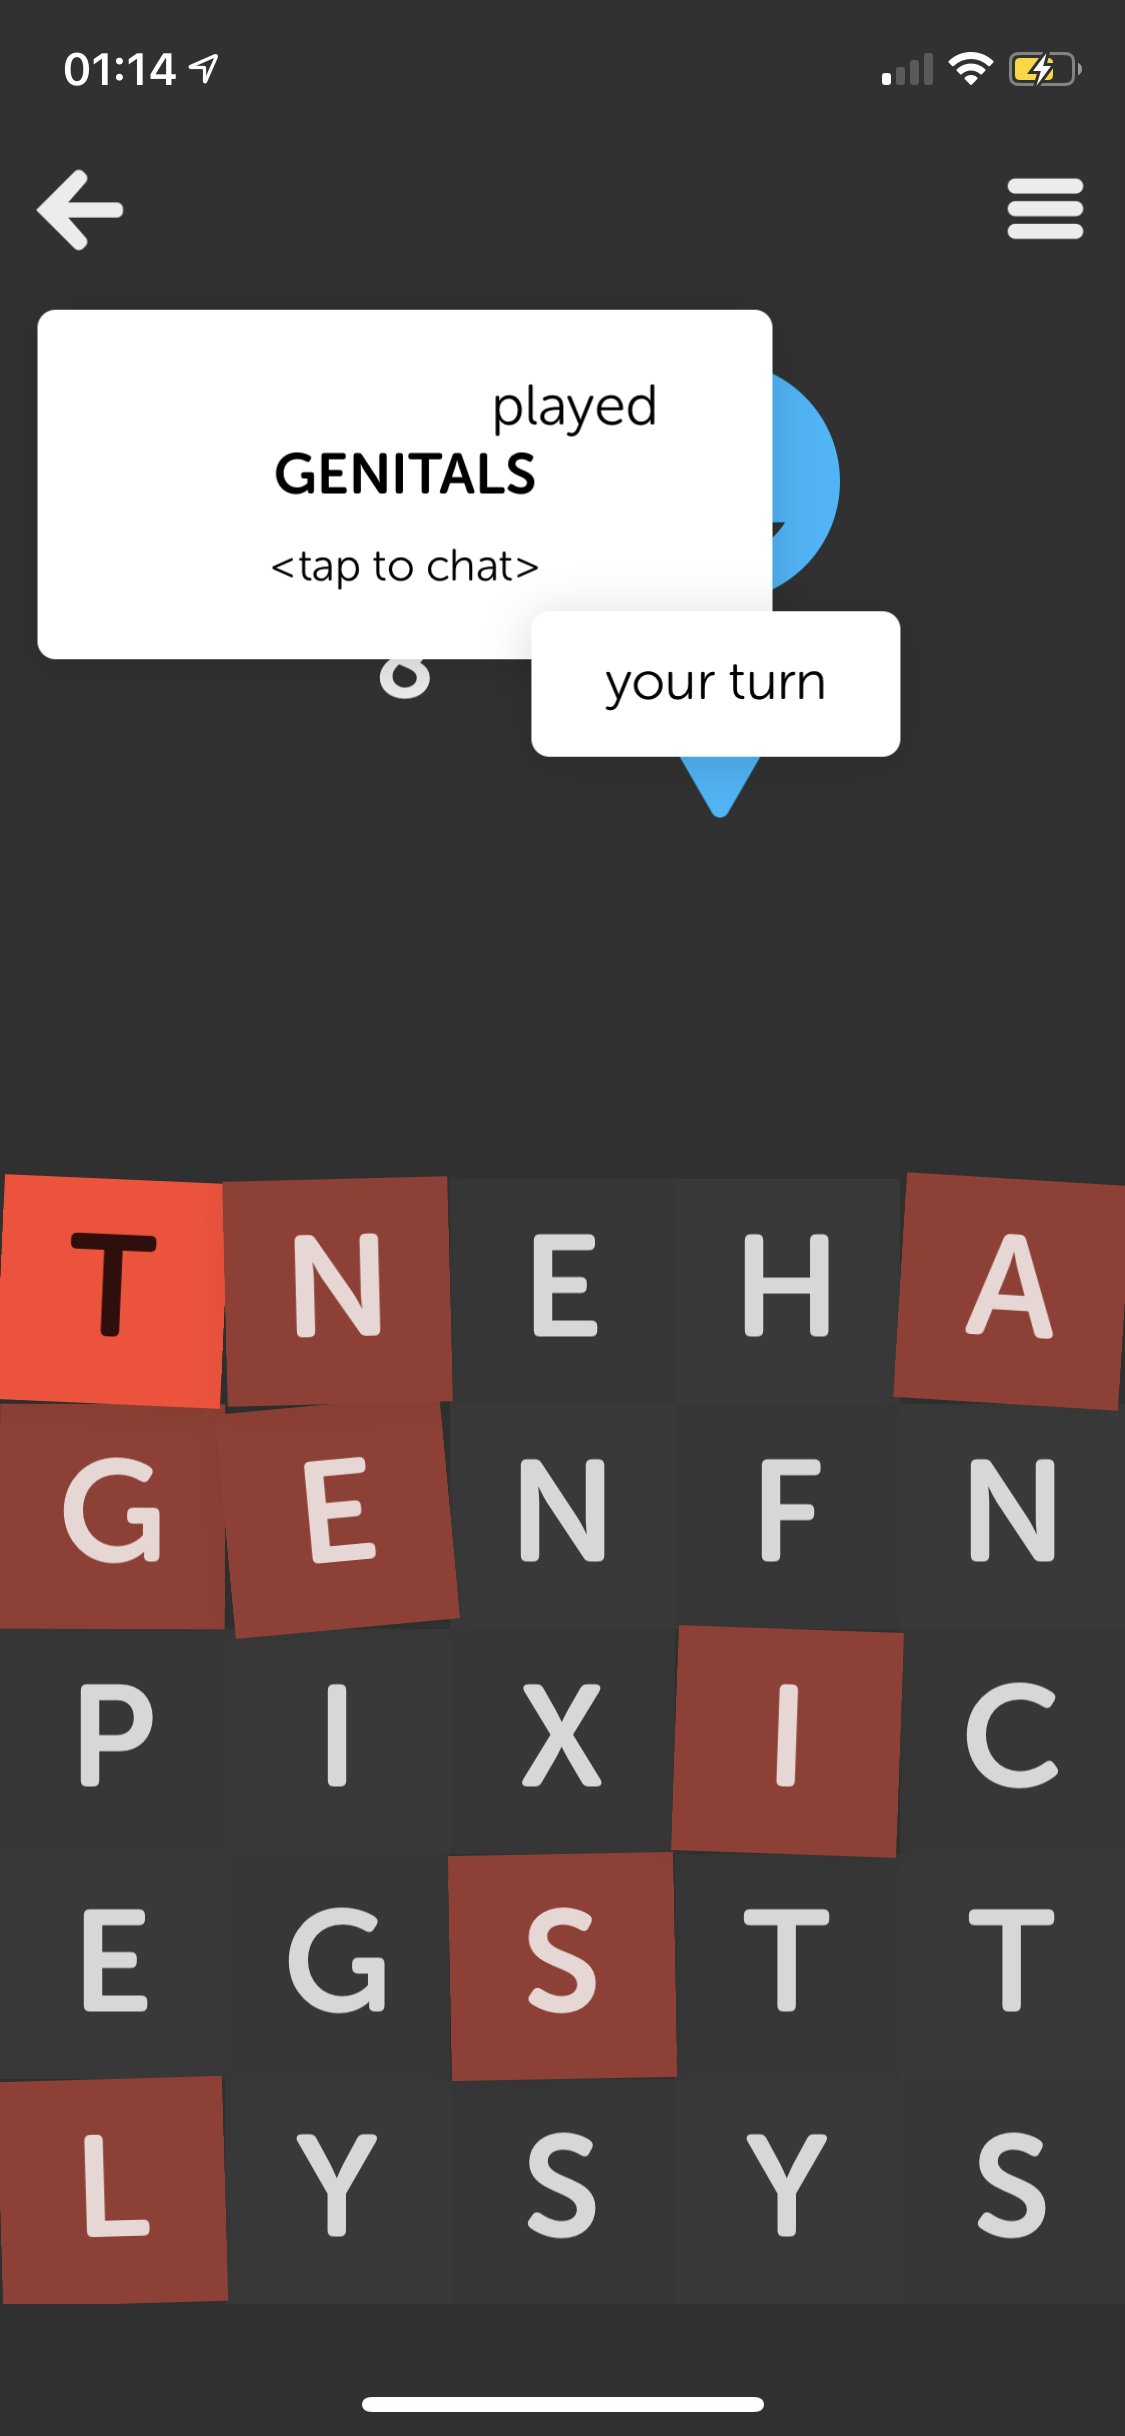 01:14
played
GENITALS
<tap to chat>
8
your turn
T N E H A
G E N F N
P I X I C
E G S T T
L Y S Y S